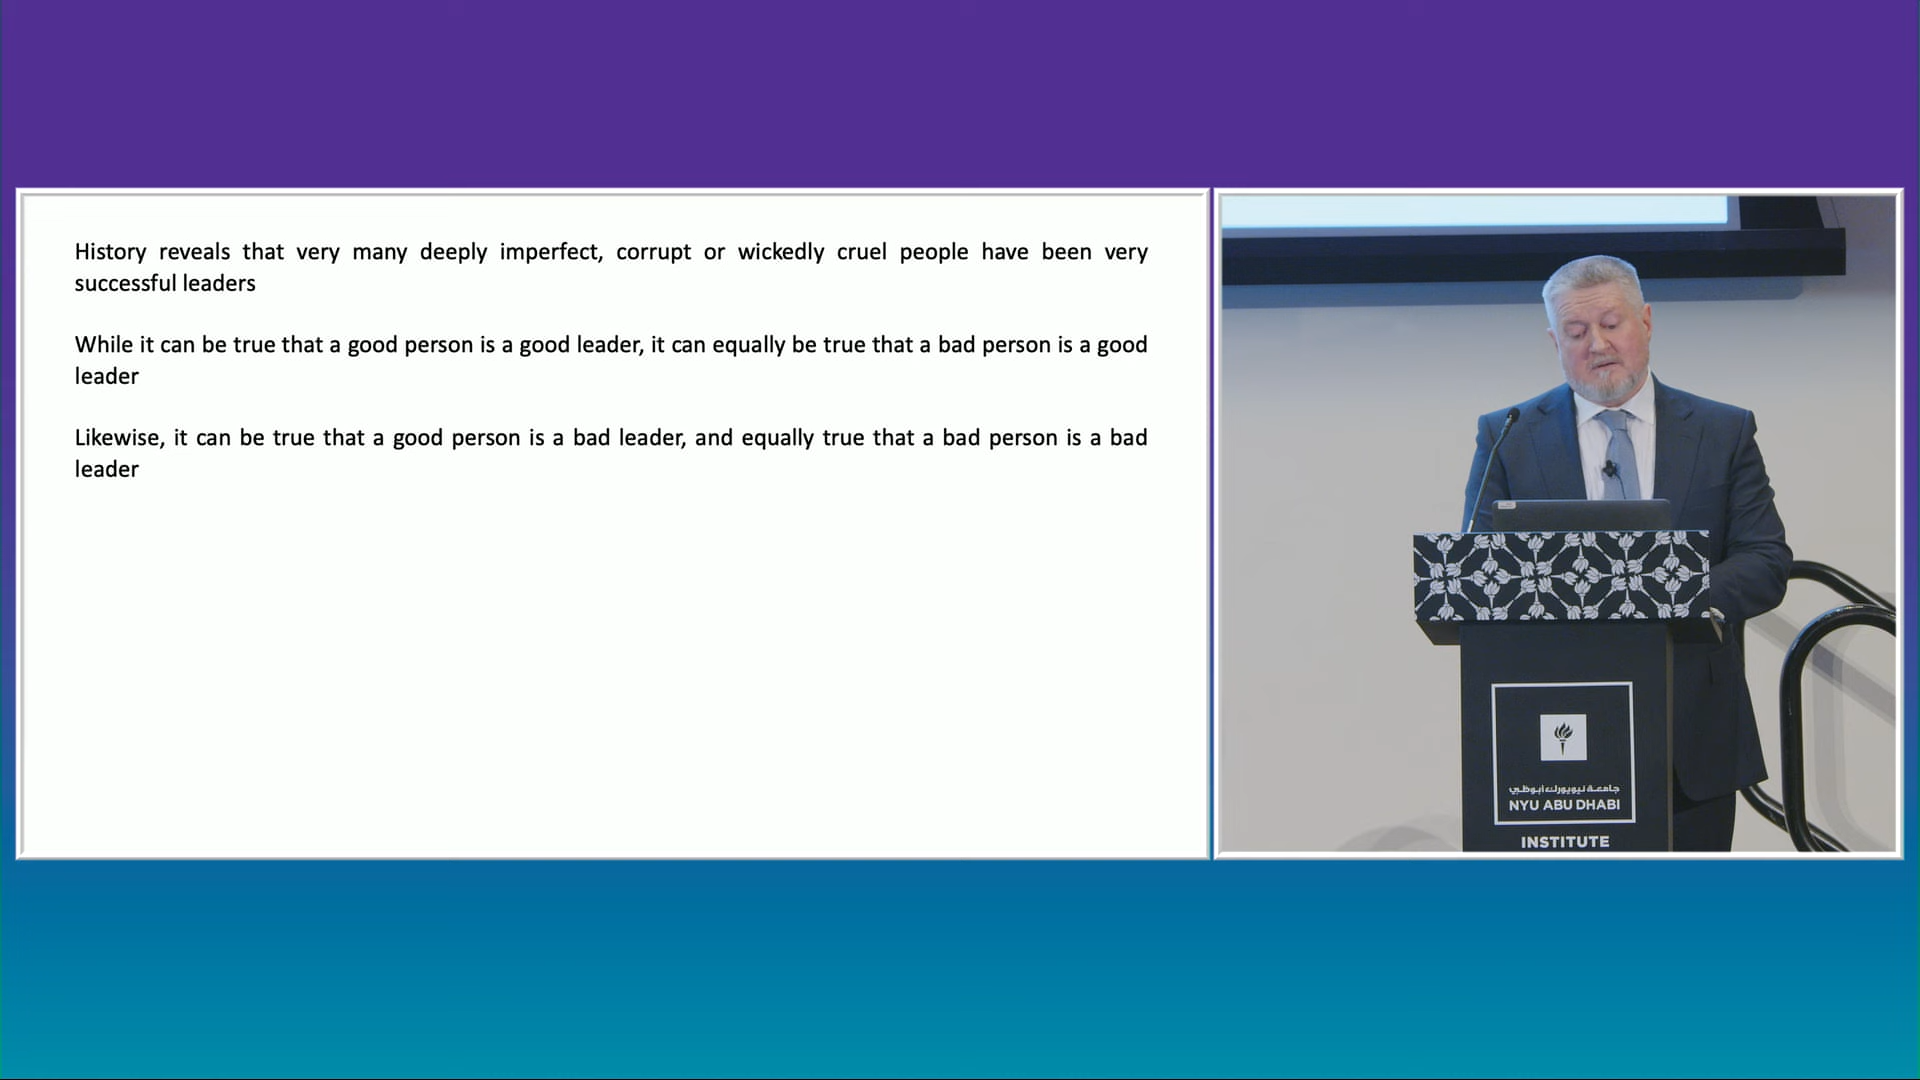 History reveals that very many deeply imperfect, corrupt or wickedly cruel people have been very
successful leaders
While it can be true that a good person is a good leader, it can equally be true that a bad person is a good
leader
Likewise, it can be true that a good person is a bad leader, and equally true that a bad person is a bad
leader
جامعة نيويورك أبوظبي
NYU ABU DHABI
INSTITUTE